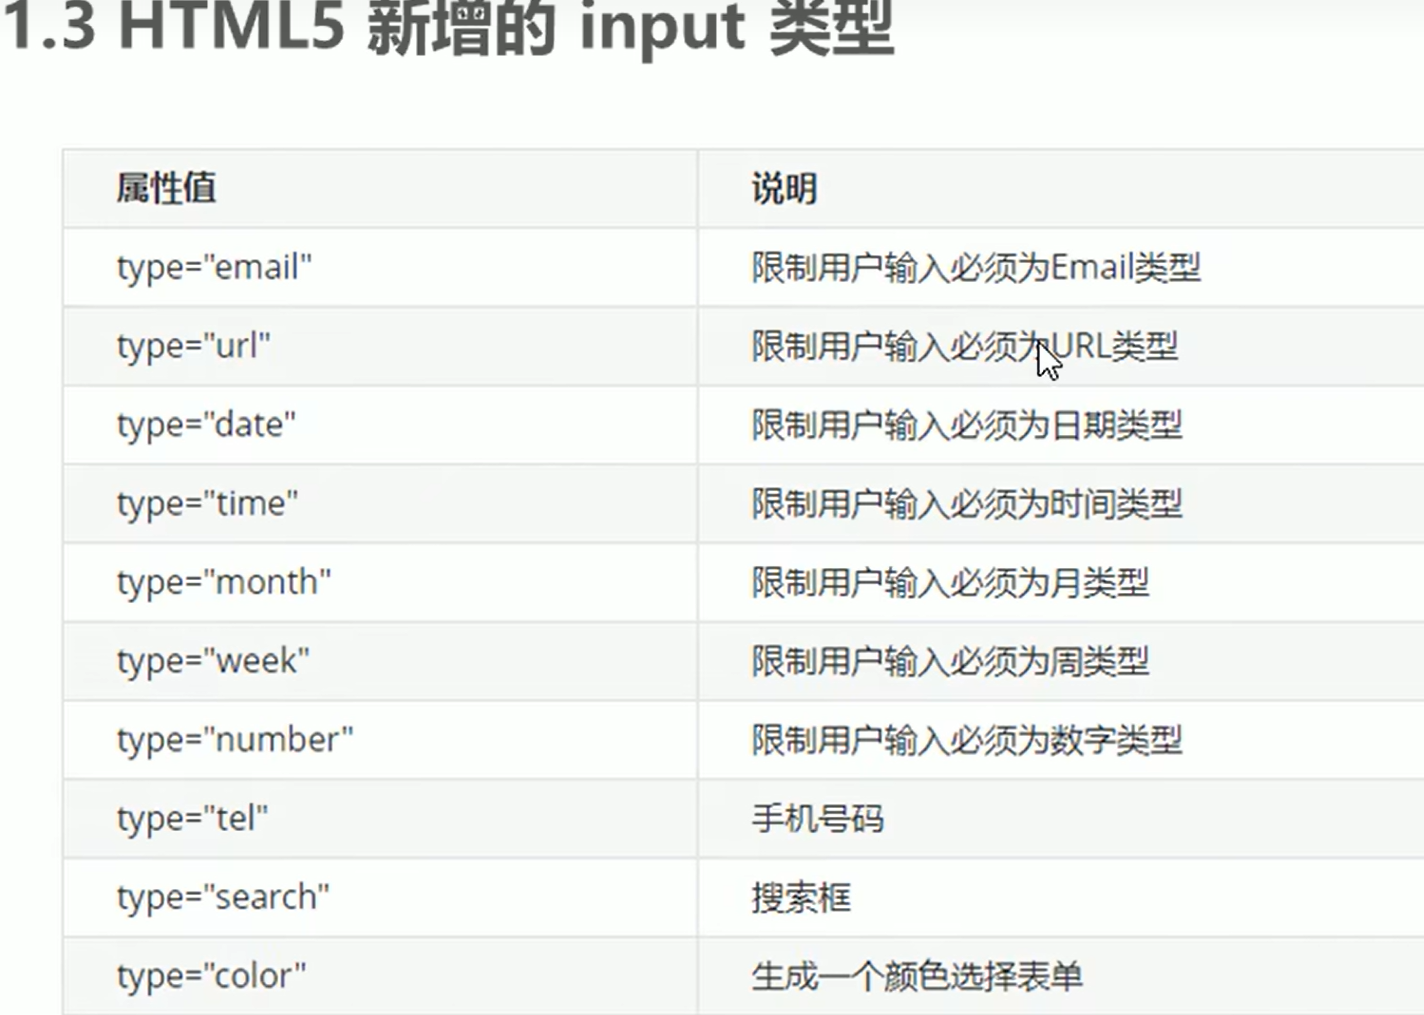 1.3 HTML5 新增的 input 类型
属性值 说明
type="email" 限制用户输入必须为Email类型
type="url" 限制用户输入必须为URL类型
type="date" 限制用户输入必须为日期类型
type="time" 限制用户输入必须为时间类型
type="month" 限制用户输入必须为月类型
type="week" 限制用户输入必须为周类型
type="number" 限制用户输入必须为数字类型
type="tel" 手机号码
type="search" 搜索框
type="color" 生成一个颜色选择表单